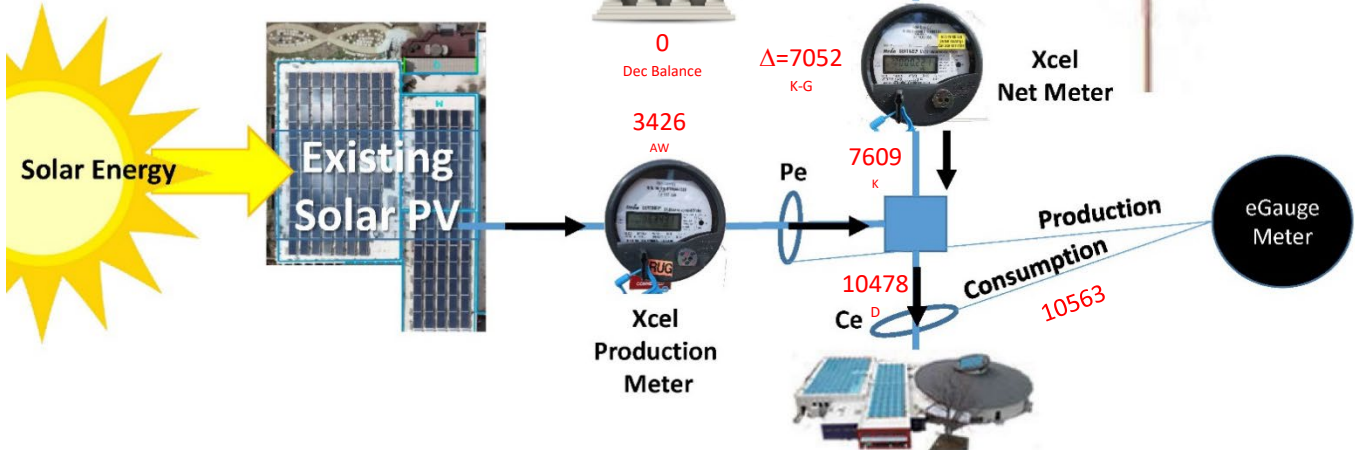 0
Dec Balance
Δ=7052
K-G
Xcel
Net Meter
3426
AW
7609
K
Solar Energy
Existing
Solar PV
Pe
Production
eGauge
Meter
Consumption
10563
10478
D
Ce
RUG
Xcel
Production
Meter